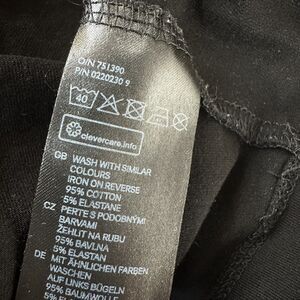 O/N 751390
P/N 0220230 9
40
clevercare.info
GB WASH WITH SIMILAR
COLOURS
IRON ON REVERSE
95% COTTON
5% ELASTANE
CZ PERTE S PODOBNÝMI
BARVAMI
ŽEHLIT NA RUBU
95% BAVLNA
5% ELASTAN
DE MIT ÄHNLICHEN FARBEN
WASCHEN
AUF LINKS BÜGELN
95% BAUMWOLLE
5% ELASTAN